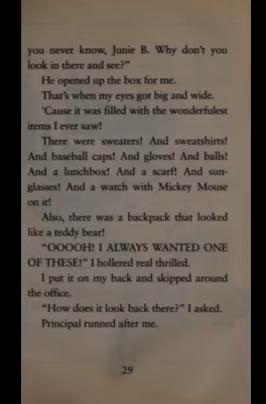 you never know, Junie B. Why don't you
look in there and see?"
He opened up the box for me.
That's when my eyes got big and wide.
'Cause it was filled with the wonderfulest
items I ever saw!
There were sweaters! And sweatshirts!
And baseball caps! And gloves! And balls!
And a lunchbox! And a scarf! And sun-
glasses! And a watch with Mickey Mouse
on it!
Also, there was a backpack that looked
like a teddy bear!
"OOOOH! I ALWAYS WANTED ONE
OF THESE!" I hollered real thrilled.
I put it on my back and skipped around
the office.
"How does it look back there?" I asked.
Principal runned after me.
29